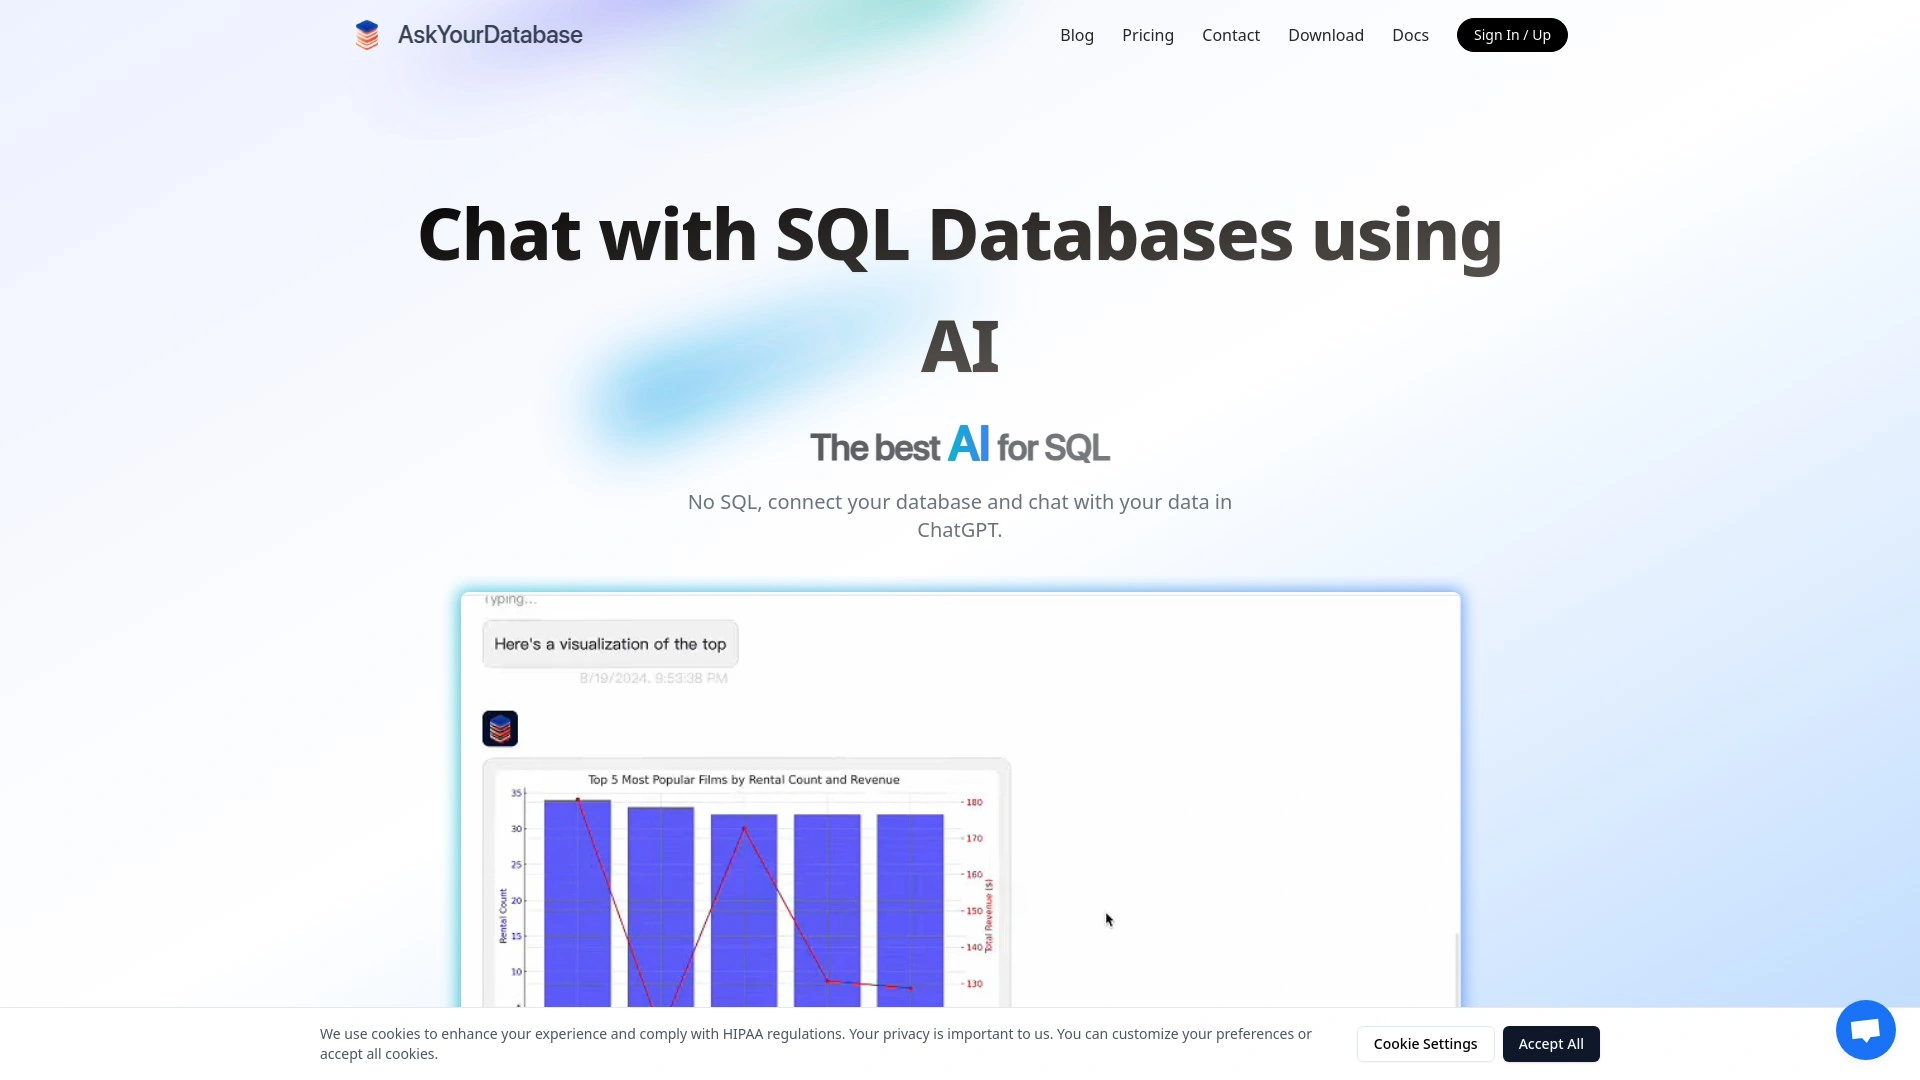 AskYourDatabase
Blog
Pricing
Contact
Download
Docs
Sign In / Up
Chat with SQL Databases using
AI
The best AI for SQL
No SQL, connect your database and chat with your data in
ChatGPT.
Typing...
Here's a visualization of the top
8/19/2024, 9:53:38 PM
Top 5 Most Popular Films by Rental Count and Revenue
35
30
25
20
15
10
Rental Count
180
170
160
150
140
130
Total Revenue ($)
We use cookies to enhance your experience and comply with HIPAA regulations. Your privacy is important to us. You can customize your preferences or
accept all cookies.
Cookie Settings
Accept All